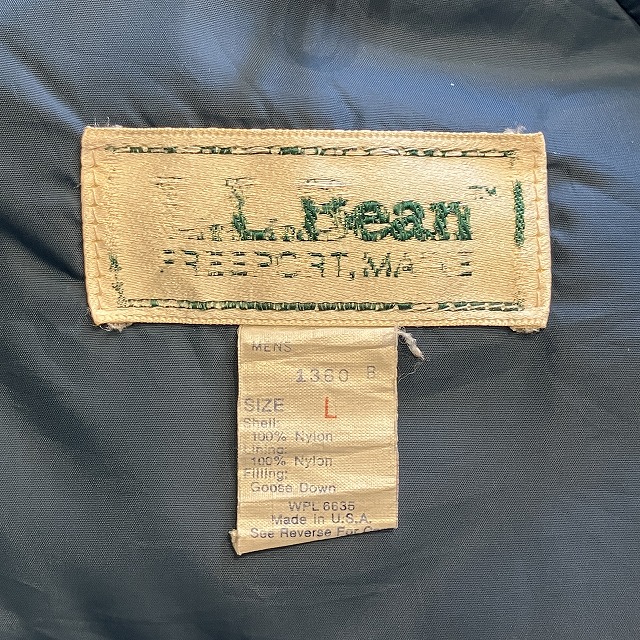 L.L.Bean™
FREEPORT, MAINE
MENS
1360 B
SIZE L
Shell:
100% Nylon
Lining:
100% Nylon
Filling:
Goose Down
WPL 6635
Made in U.S.A.
See Reverse For C